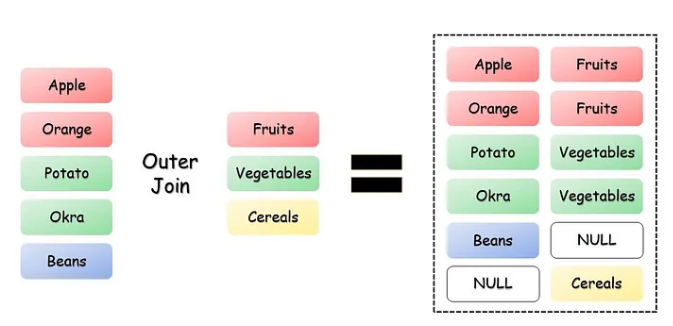 Apple
Orange
Potato
Okra
Beans
Outer
Join
Fruits
Vegetables
Cereals
Apple Fruits
Orange Fruits
Potato Vegetables
Okra Vegetables
Beans NULL
NULL Cereals